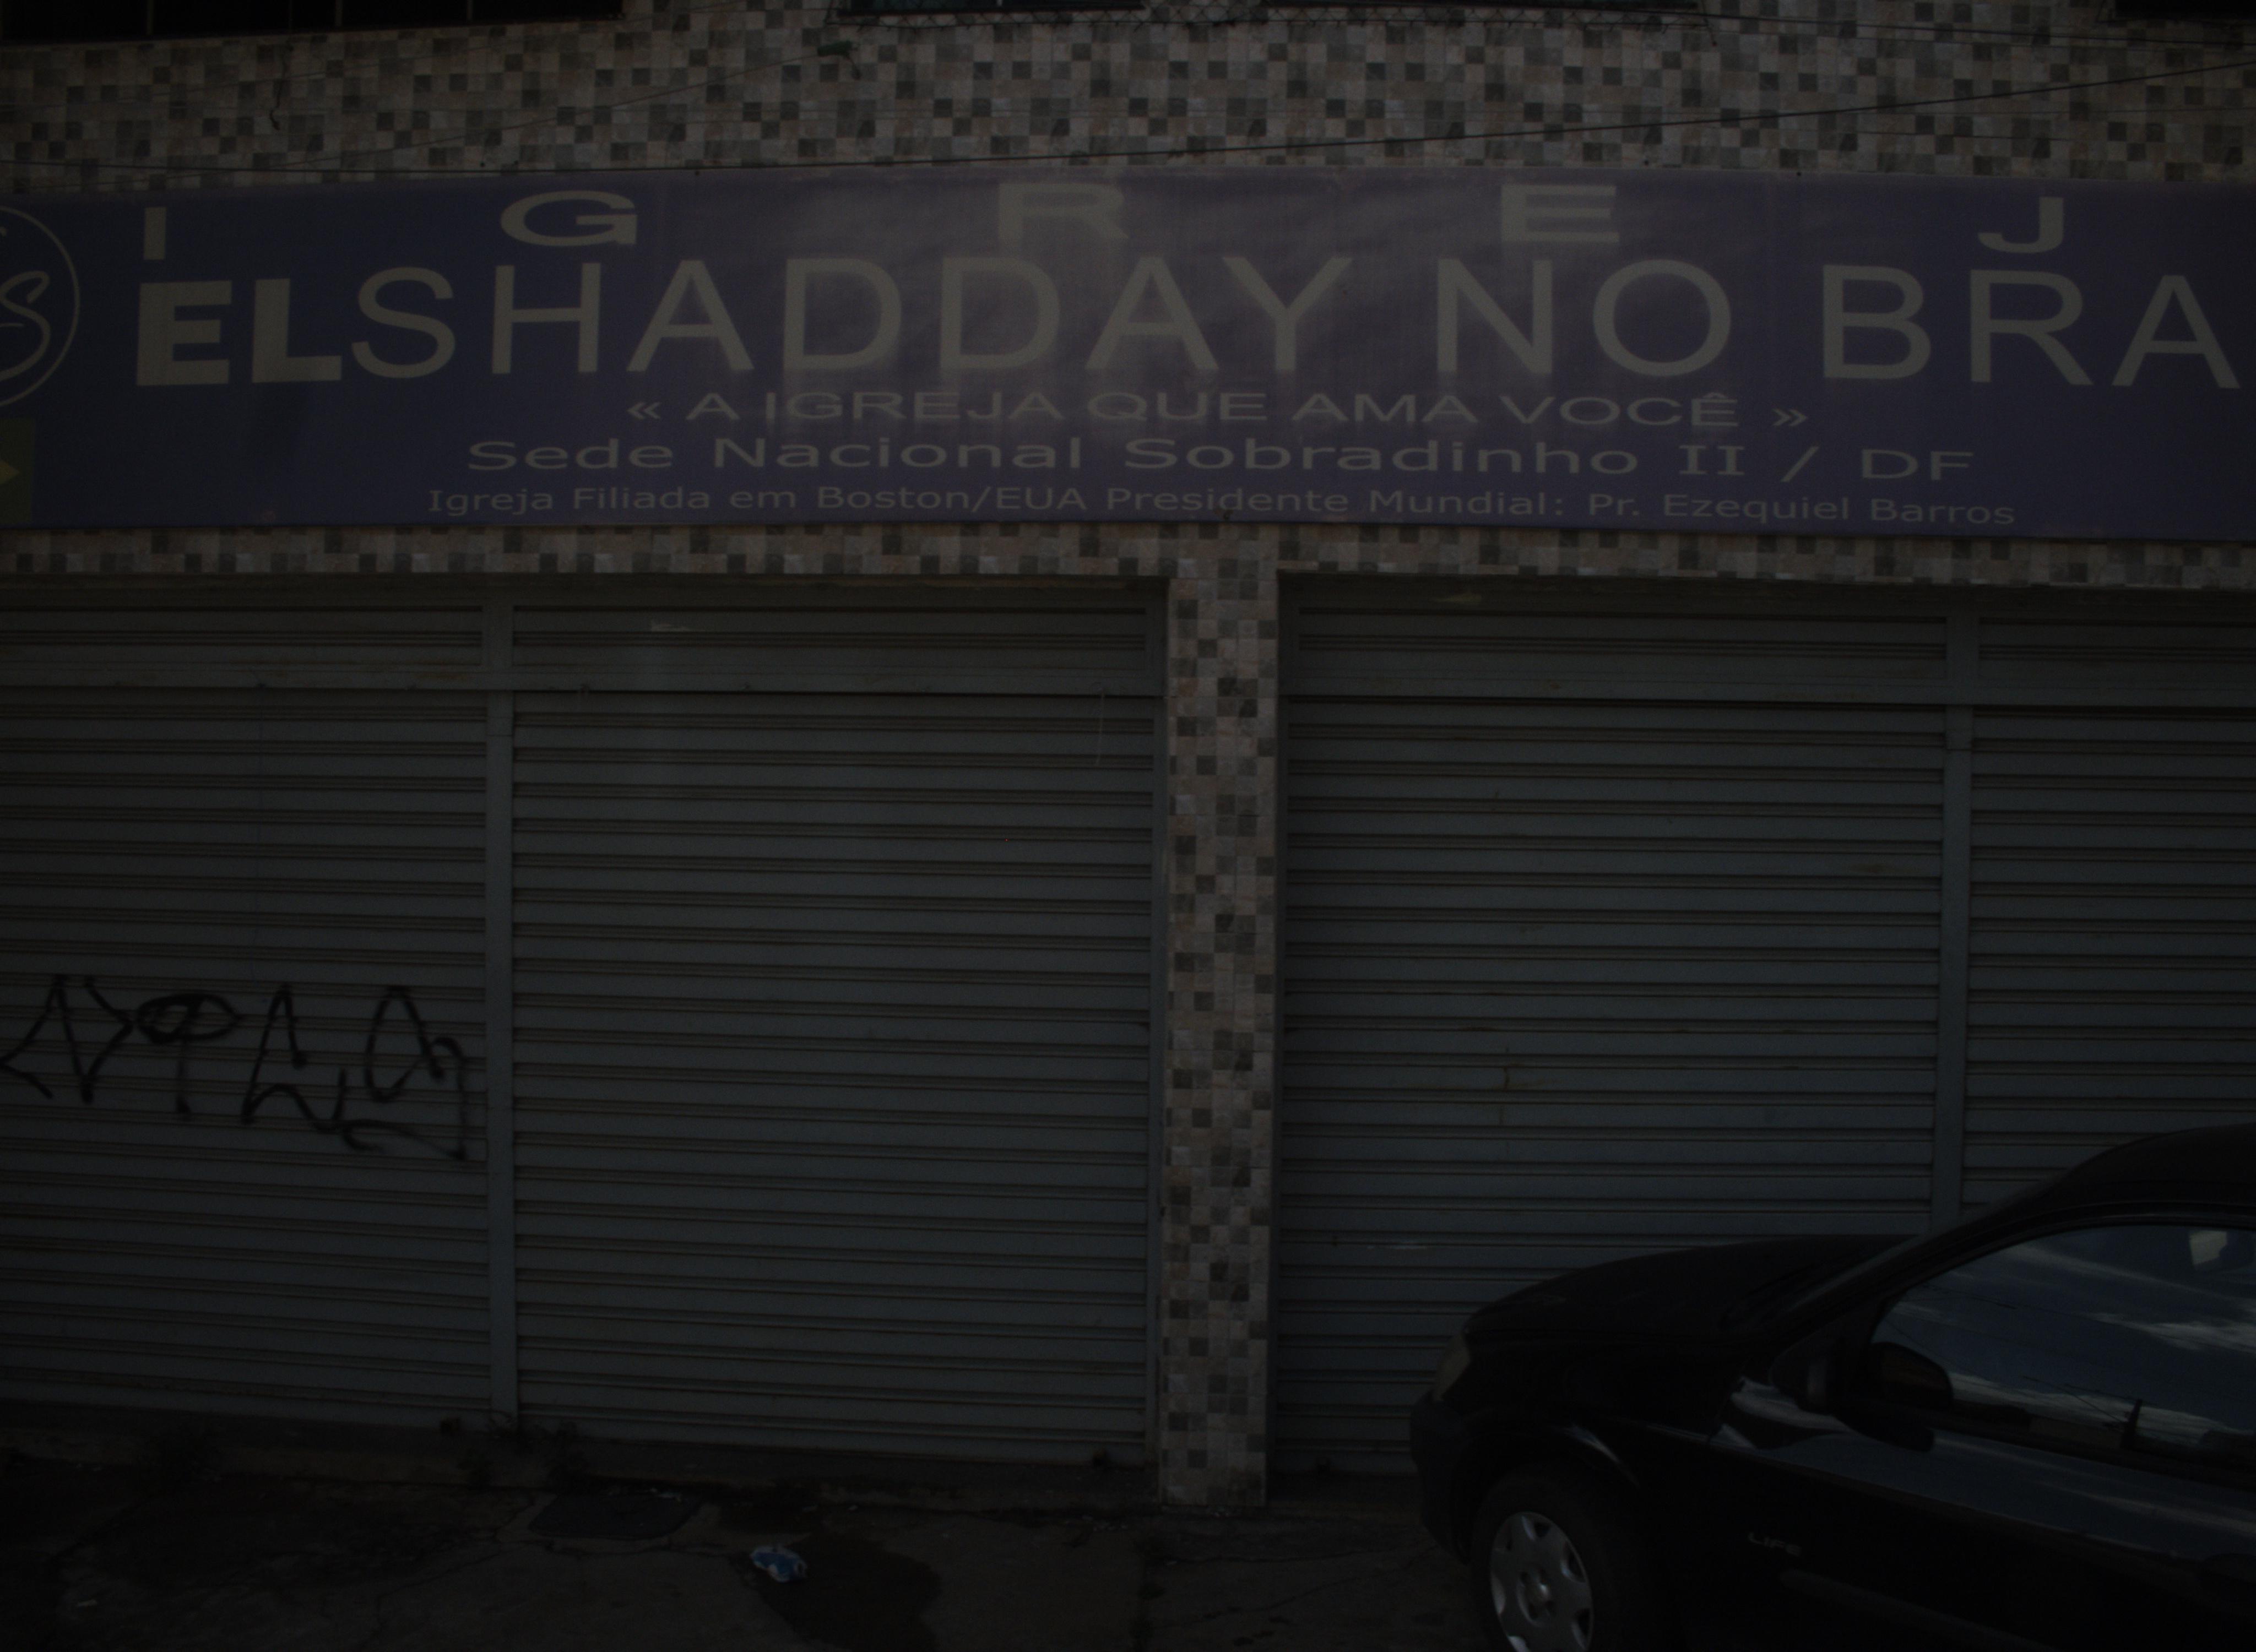 I G R E J
ELSHADDAY NO BRA
« A IGREJA QUE AMA VOCÊ »
Sede Nacional Sobradinho II / DF
Igreja Filiada em Boston/EUA Presidente Mundial: Pr. Ezequiel Barros
LIFE